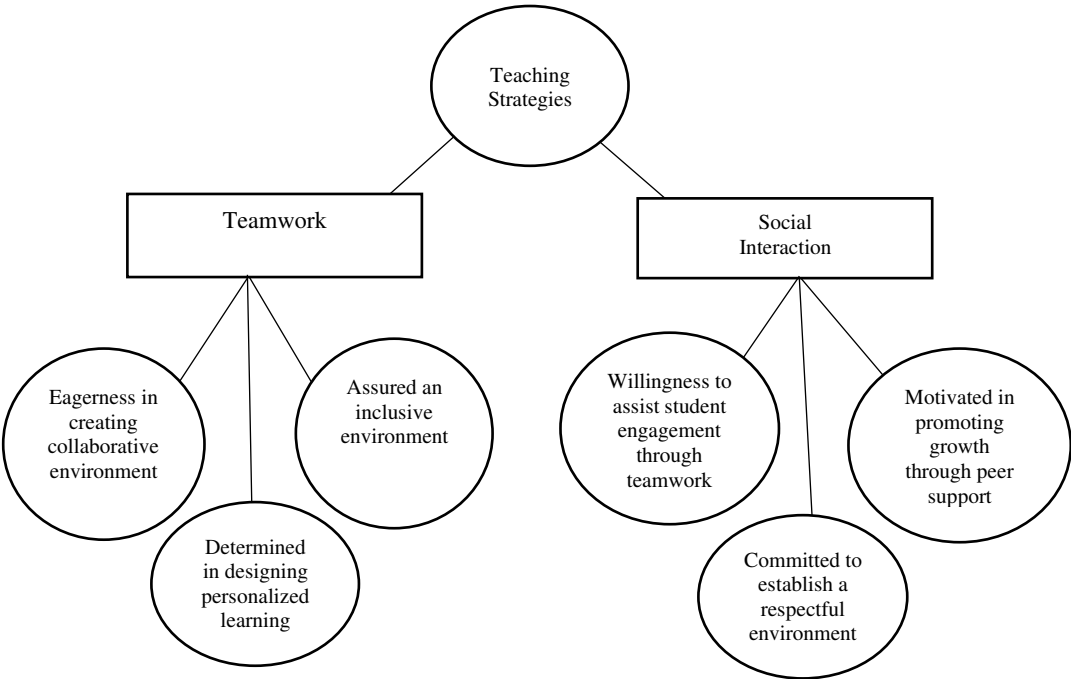 Teaching
Strategies
Teamwork
Social
Interaction
Eagerness in
creating
collaborative
environment
Determined
in designing
personalized
learning
Assured an
inclusive
environment
Willingness to
assist student
engagement
through
teamwork
Committed to
establish a
respectful
environment
Motivated in
promoting
growth
through peer
support